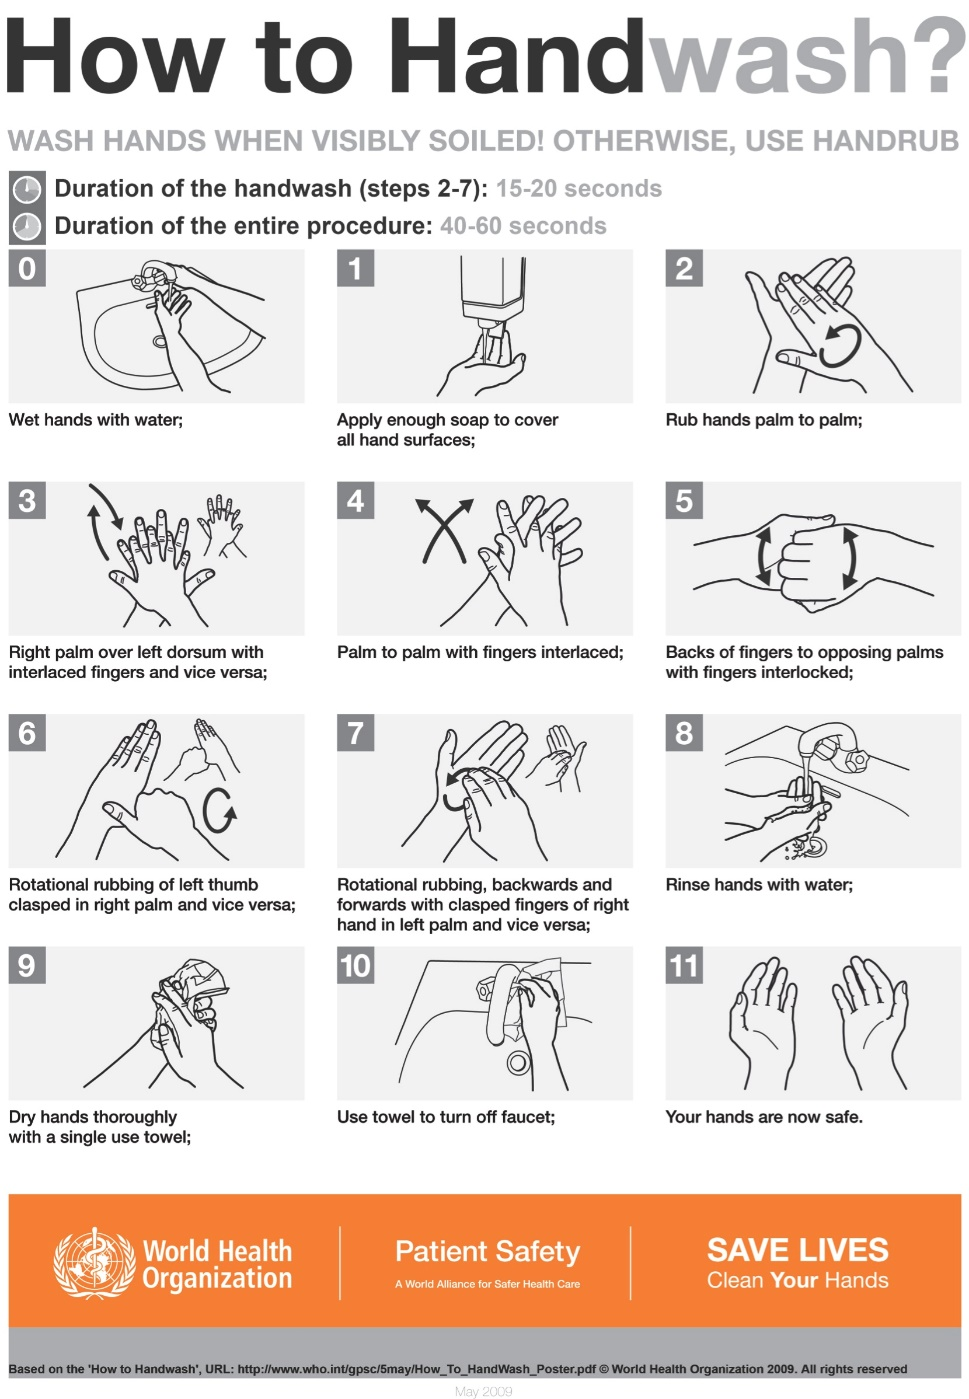 How to Handwash?
WASH HANDS WHEN VISIBLY SOILED! OTHERWISE, USE HANDRUB
Duration of the handwash (steps 2-7): 15-20 seconds
Duration of the entire procedure: 40-60 seconds
0
Wet hands with water;
1
Apply enough soap to cover
all hand surfaces;
2
Rub hands palm to palm;
3
Right palm over left dorsum with
interlaced fingers and vice versa;
4
Palm to palm with fingers interlaced;
5
Backs of fingers to opposing palms
with fingers interlocked;
6
Rotational rubbing of left thumb
clasped in right palm and vice versa;
7
Rotational rubbing, backwards and
forwards with clasped fingers of right
hand in left palm and vice versa;
8
Rinse hands with water;
9
Dry hands thoroughly
with a single use towel;
10
Use towel to turn off faucet;
11
Your hands are now safe.
World Health
Organization
Patient Safety
A World Alliance for Safer Health Care
SAVE LIVES
Clean Your Hands
Based on the 'How to Handwash', URL: http://www.who.int/gpsc/5may/How_To_HandWash_Poster.pdf © World Health Organization 2009. All rights reserved
May 2009